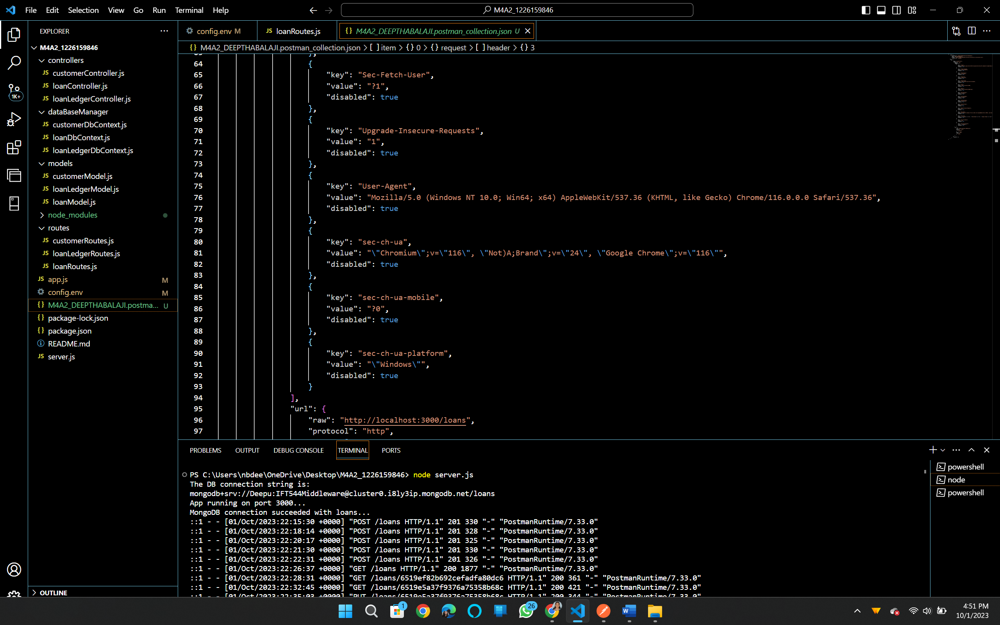 File Edit Selection View Go Run Terminal Help
M4A2_1226159846
EXPLORER
M4A2_1226159846
controllers
JS customerController.js
JS loanController.js
JS loanLedgerController.js
dataBaseManager
JS customerDbContext.js
JS loanDbContext.js
JS loanLedgerDbContext.js
models
JS customerModel.js
JS loanLedgerModel.js
JS loanModel.js
node_modules
routes
JS customerRoutes.js
JS loanLedgerRoutes.js
JS loanRoutes.js
JS app.js M
config.env M
{} M4A2_DEEPTHABALAJI.postma... U
{} package-lock.json
{} package.json
README.md
JS server.js
OUTLINE
1K+
config.env M
JS loanRoutes.js
{} M4A2_DEEPTHABALAJI.postman_collection.json U
{} M4A2_DEEPTHABALAJI.postman_collection.json > [ ] item > {} 0 > {} request > [ ] header > {} 3
64 {
65 "key": "Sec-Fetch-User",
66 "value": "?1",
67 "disabled": true
68 },
69 {
70 "key": "Upgrade-Insecure-Requests",
71 "value": "1",
72 "disabled": true
73 },
74 {
75 "key": "User-Agent",
76 "value": "Mozilla/5.0 (Windows NT 10.0; Win64; x64) AppleWebKit/537.36 (KHTML, like Gecko) Chrome/116.0.0.0 Safari/537.36",
77 "disabled": true
78 },
79 {
80 "key": "sec-ch-ua",
81 "value": "\"Chromium\";v=\"116\", \"Not)A;Brand\";v=\"24\", \"Google Chrome\";v=\"116\"",
82 "disabled": true
83 },
84 {
85 "key": "sec-ch-ua-mobile",
86 "value": "?0",
87 "disabled": true
88 },
89 {
90 "key": "sec-ch-ua-platform",
91 "value": "\"Windows\"",
92 "disabled": true
93 }
94 ],
95 "url": {
96 "raw": "http://localhost:3000/loans",
97 "protocol": "http",
PROBLEMS OUTPUT DEBUG CONSOLE TERMINAL PORTS
PS C:\Users\nbdee\OneDrive\Desktop\M4A2_1226159846> node server.js
The DB connection string is:
mongodb+srv://Deepu:IFT544Middleware@cluster0.i8ly3ip.mongodb.net/loans
App running on port 3000...
MongoDB connection succeeded with loans...
::1 - - [01/Oct/2023:22:15:30 +0000] "POST /loans HTTP/1.1" 201 330 "-" "PostmanRuntime/7.33.0"
::1 - - [01/Oct/2023:22:18:14 +0000] "POST /loans HTTP/1.1" 201 328 "-" "PostmanRuntime/7.33.0"
::1 - - [01/Oct/2023:22:20:17 +0000] "POST /loans HTTP/1.1" 201 325 "-" "PostmanRuntime/7.33.0"
::1 - - [01/Oct/2023:22:21:30 +0000] "POST /loans HTTP/1.1" 201 330 "-" "PostmanRuntime/7.33.0"
::1 - - [01/Oct/2023:22:22:31 +0000] "POST /loans HTTP/1.1" 201 326 "-" "PostmanRuntime/7.33.0"
::1 - - [01/Oct/2023:22:26:37 +0000] "GET /loans HTTP/1.1" 200 1877 "-" "PostmanRuntime/7.33.0"
::1 - - [01/Oct/2023:22:28:31 +0000] "GET /loans/6519ef82b692cefadfa80dc6 HTTP/1.1" 200 361 "-" "PostmanRuntime/7.33.0"
::1 - - [01/Oct/2023:22:32:45 +0000] "GET /loans/6519e5a37f9376a75358b68c HTTP/1.1" 200 421 "-" "PostmanRuntime/7.33.0"
::1 - - [01/Oct/2023:22:35:03 +0000] "PUT /loans/6519e5a37f9376a75358b68c HTTP/1.1" 200 344 "-" "PostmanRuntime/7.33.0"
powershell
node
powershell
1
26
4:51 PM
10/1/2023